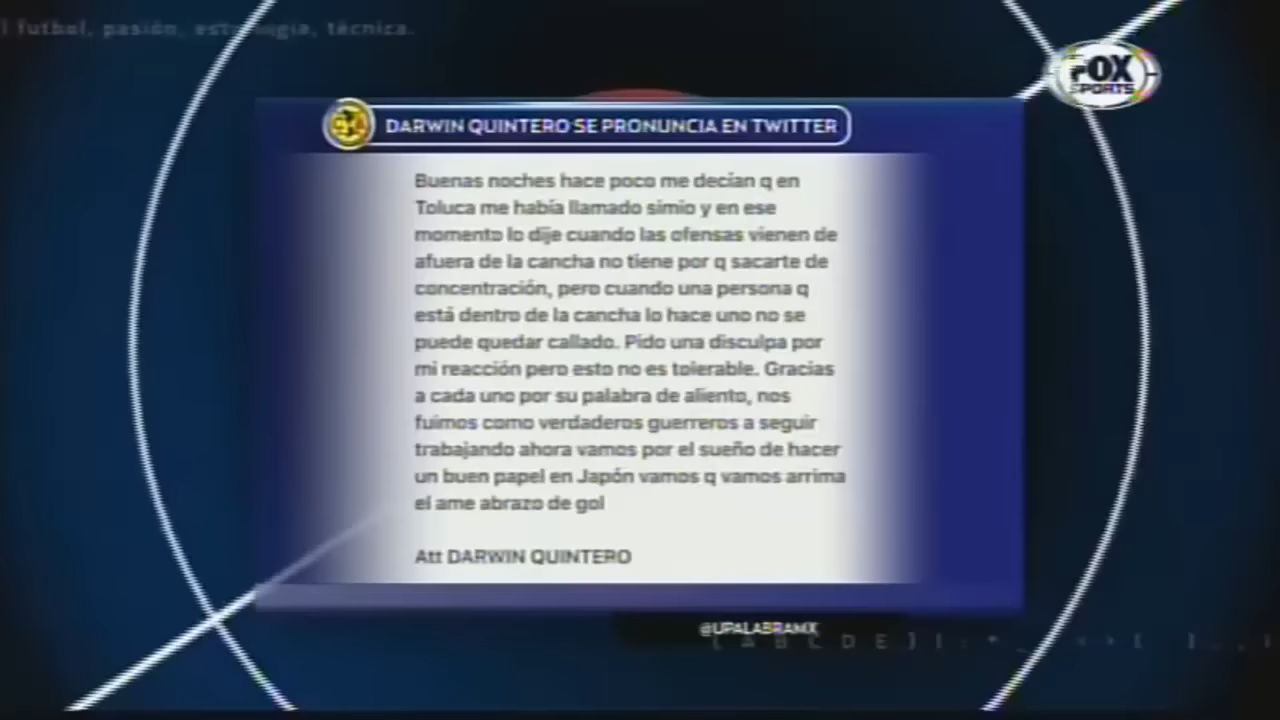 futbol, pasión, estrategia, técnica.
FOX
SPORTS
DARWIN QUINTERO SE PRONUNCIA EN TWITTER
Buenas noches hace poco me decían q en
Toluca me había llamado simio y en ese
momento lo dije cuando las ofensas vienen de
afuera de la cancha no tiene por q sacarte de
concentración, pero cuando una persona q
está dentro de la cancha lo hace uno no se
puede quedar callado. Pido una disculpa por
mi reacción pero esto no es tolerable. Gracias
a cada uno por su palabra de aliento, nos
fuimos como verdaderos guerreros a seguir
trabajando ahora vamos por el sueño de hacer
un buen papel en Japón vamos q vamos arrima
el ame abrazo de gol
Att DARWIN QUINTERO
@UPALABRAMX
[ A B C D E ] [ : *